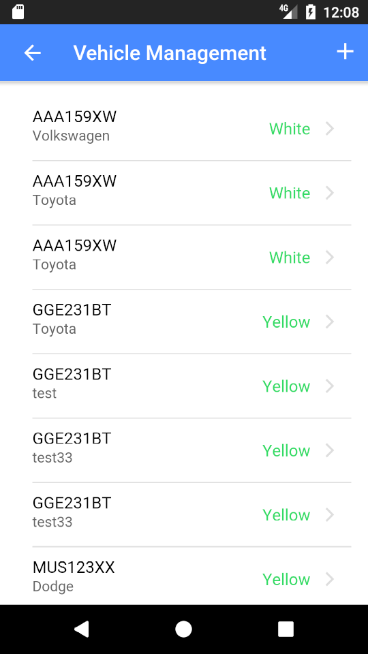 4G 12:08
Vehicle Management
AAA159XW
Volkswagen
White
AAA159XW
Toyota
White
AAA159XW
Toyota
White
GGE231BT
Toyota
Yellow
GGE231BT
test
Yellow
GGE231BT
test33
Yellow
GGE231BT
test33
Yellow
MUS123XX
Dodge
Yellow